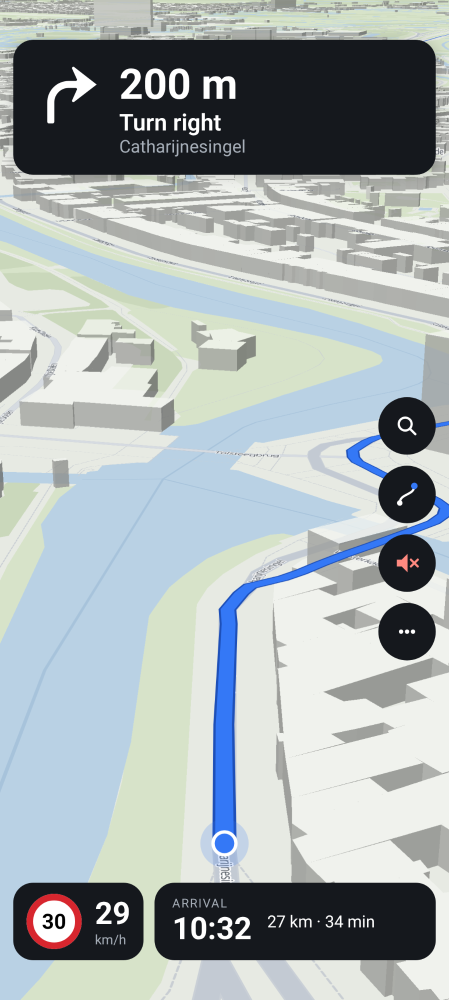 200 m
Turn right
Catharijnesingel
30
29
km/h
ARRIVAL
10:32
27 km · 34 min